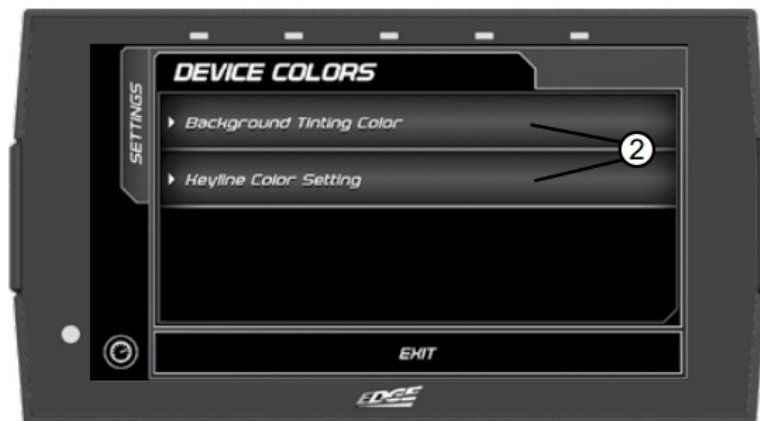 DEVICE COLORS
SETTINGS
Background Tinting Color
2
Keyline Color Setting
EXIT
EDGE